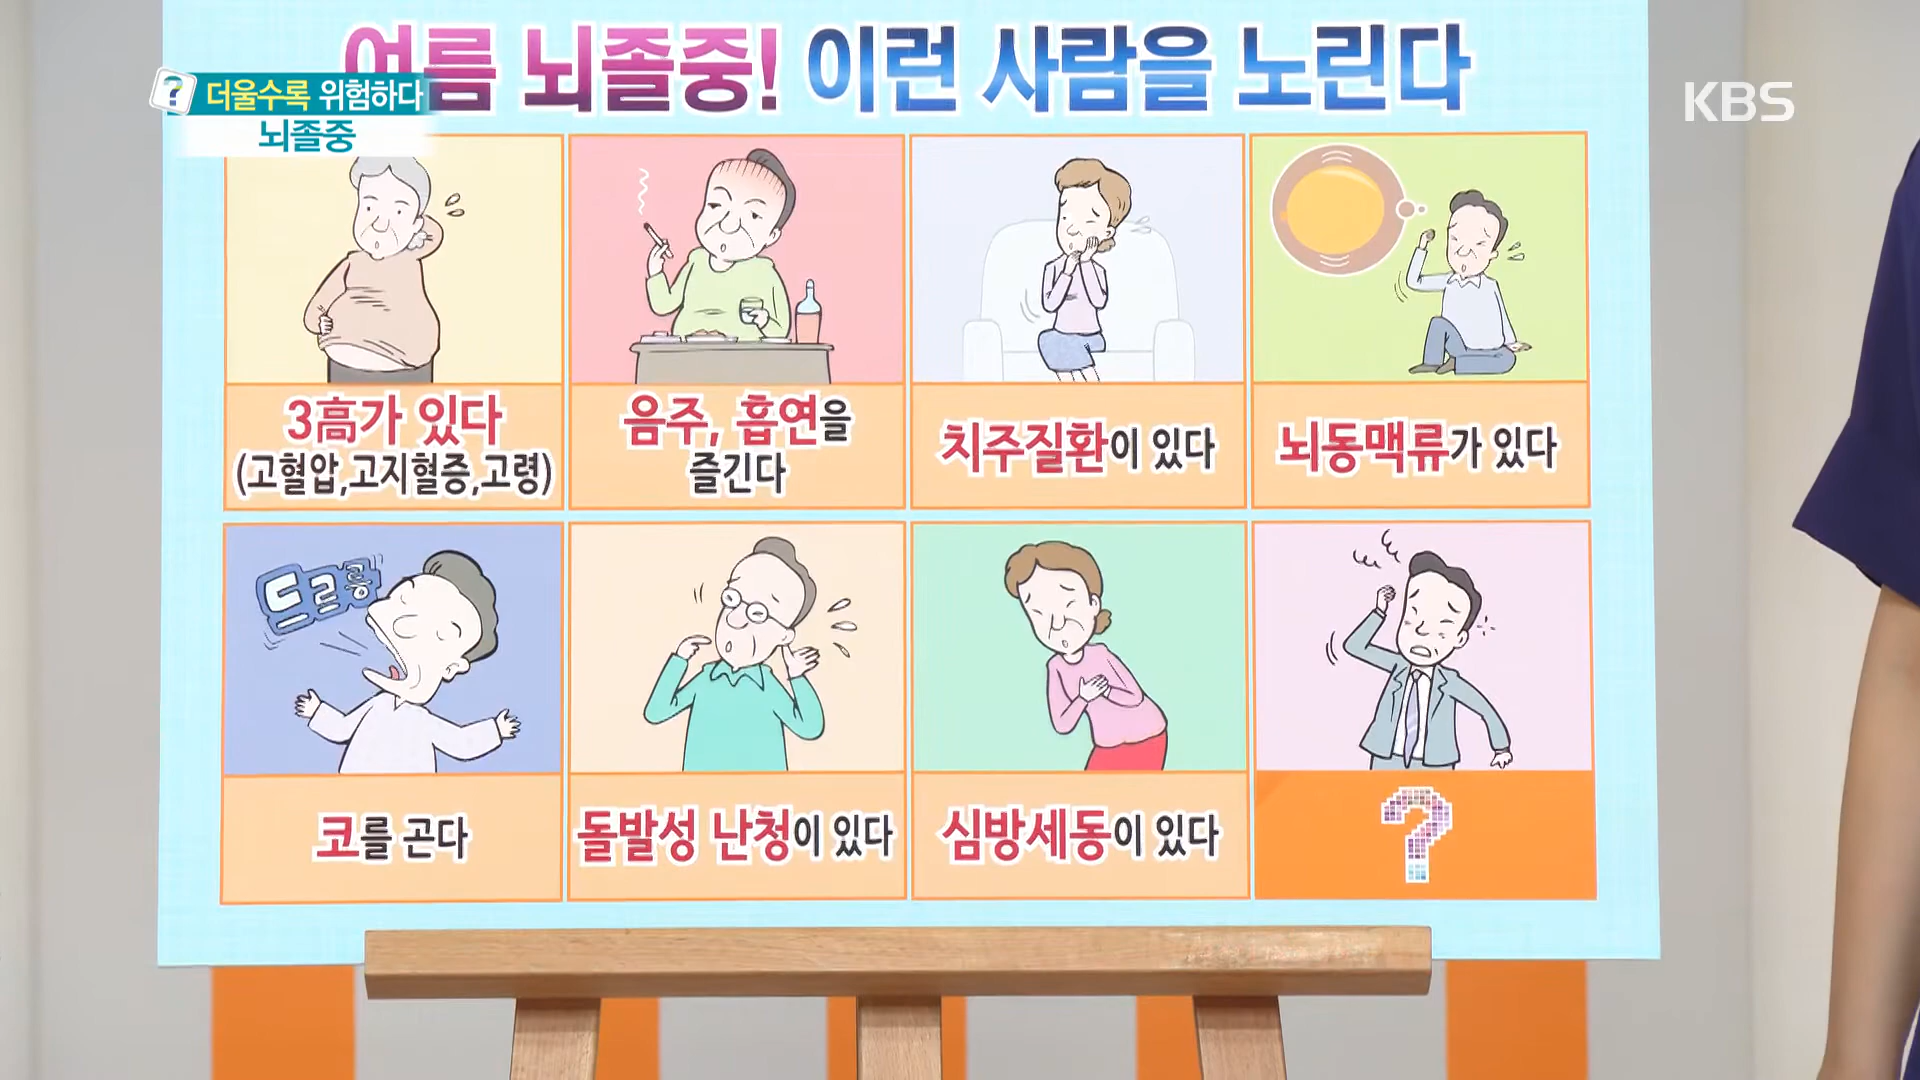 여름 뇌졸중! 이런 사람을 노린다
? 더울수록 위험하다
뇌졸중
KBS
3高가 있다
(고혈압,고지혈증,고령)
음주, 흡연을
즐긴다
치주질환이 있다
뇌동맥류가 있다
드르릉
코를 곤다
돌발성 난청이 있다
심방세동이 있다
?